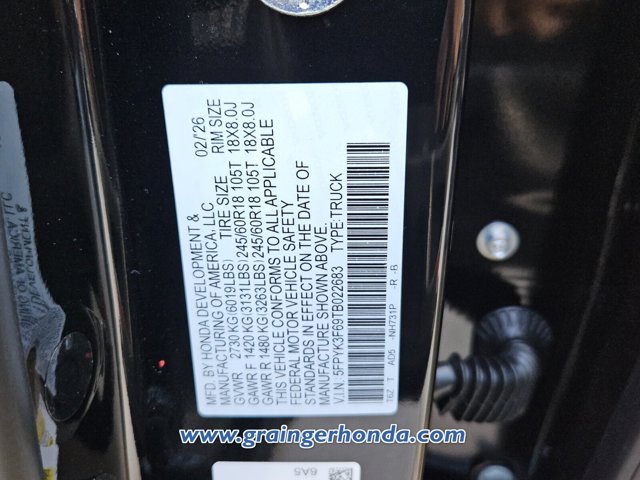 MFD. BY HONDA DEVELOPMENT & 02/26
MANUFACTURING OF AMERICA, LLC
GVWR 2730 KG(6019LBS) TIRE SIZE RIM SIZE
GAWR F 1420 KG(3131LBS)245/60R18 105T 18X8.0J
GAWR R 1480 KG(3263LBS)245/60R18 105T 18X8.0J
THIS VEHICLE CONFORMS TO ALL APPLICABLE
FEDERAL MOTOR VEHICLE SAFETY
STANDARDS IN EFFECT ON THE DATE OF
MANUFACTURE SHOWN ABOVE.
V.I.N. 5FPYK3F69TB022683 TYPE:TRUCK
T6Z T AD5 -NH731P -R -B
www.graingerhonda.com
6A5